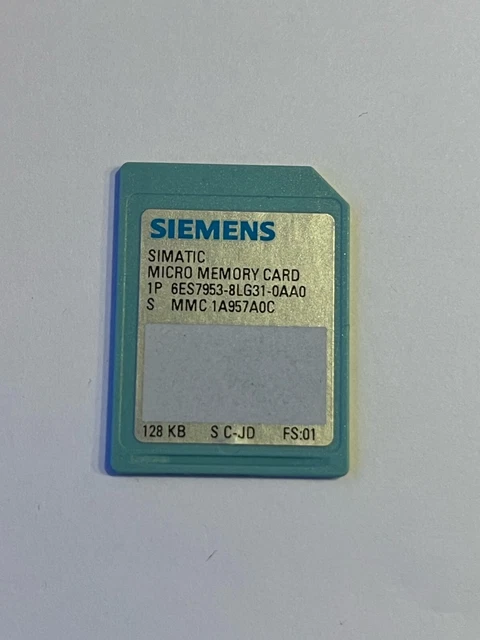 SIEMENS
SIMATIC
MICRO MEMORY CARD
1P 6ES7953-8LG31-0AA0
S MMC 1A957A0C
128 KB S C-JD FS:01